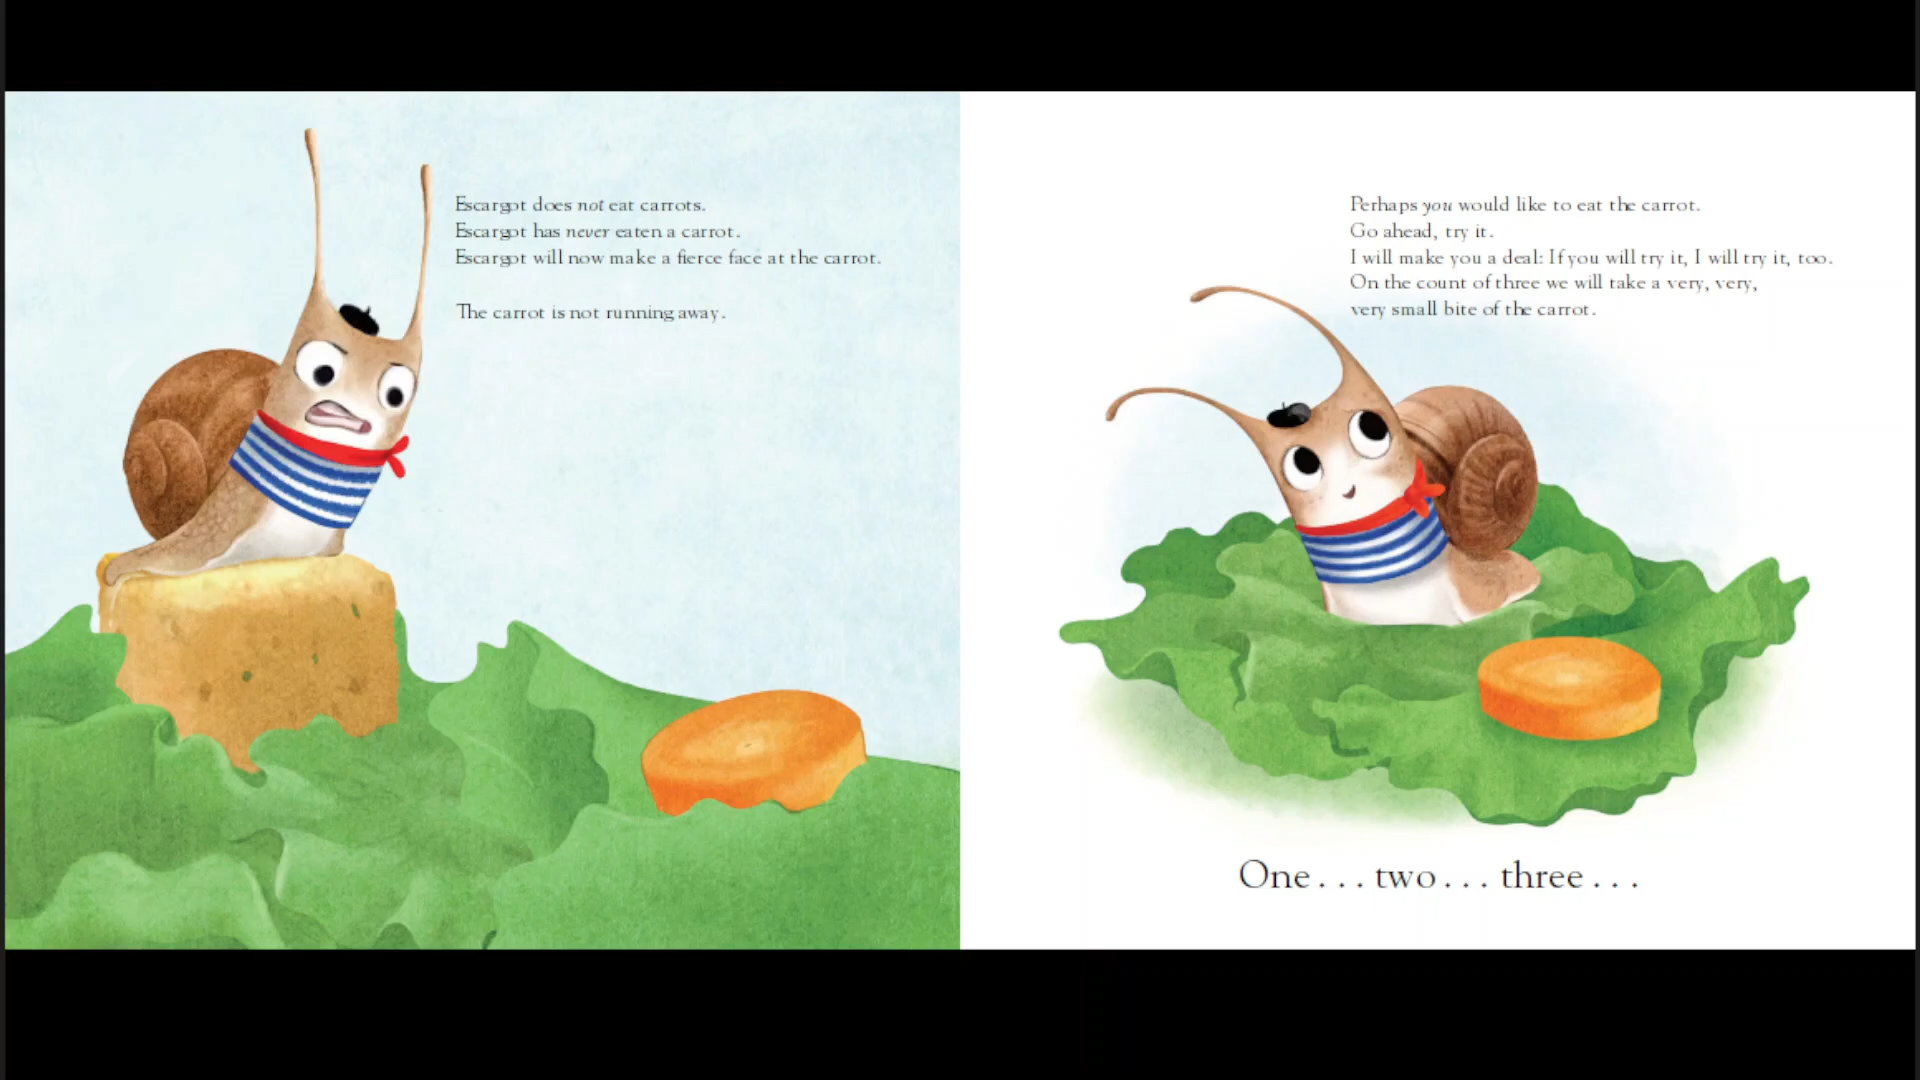 Escargot does not eat carrots.
Escargot has never eaten a carrot.
Escargot will now make a fierce face at the carrot.
The carrot is not running away.
Perhaps you would like to eat the carrot.
Go ahead, try it.
I will make you a deal: If you will try it, I will try it, too.
On the count of three we will take a very, very,
very small bite of the carrot.
One . . . two . . . three . . .